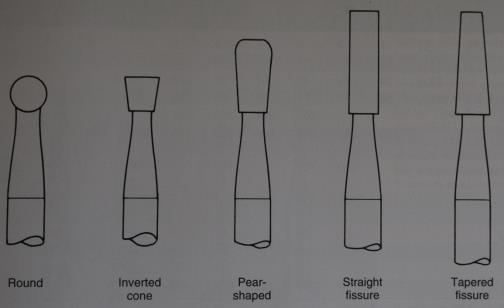 Round
Inverted
cone
Pear-
shaped
Straight
fissure
Tapered
fissure